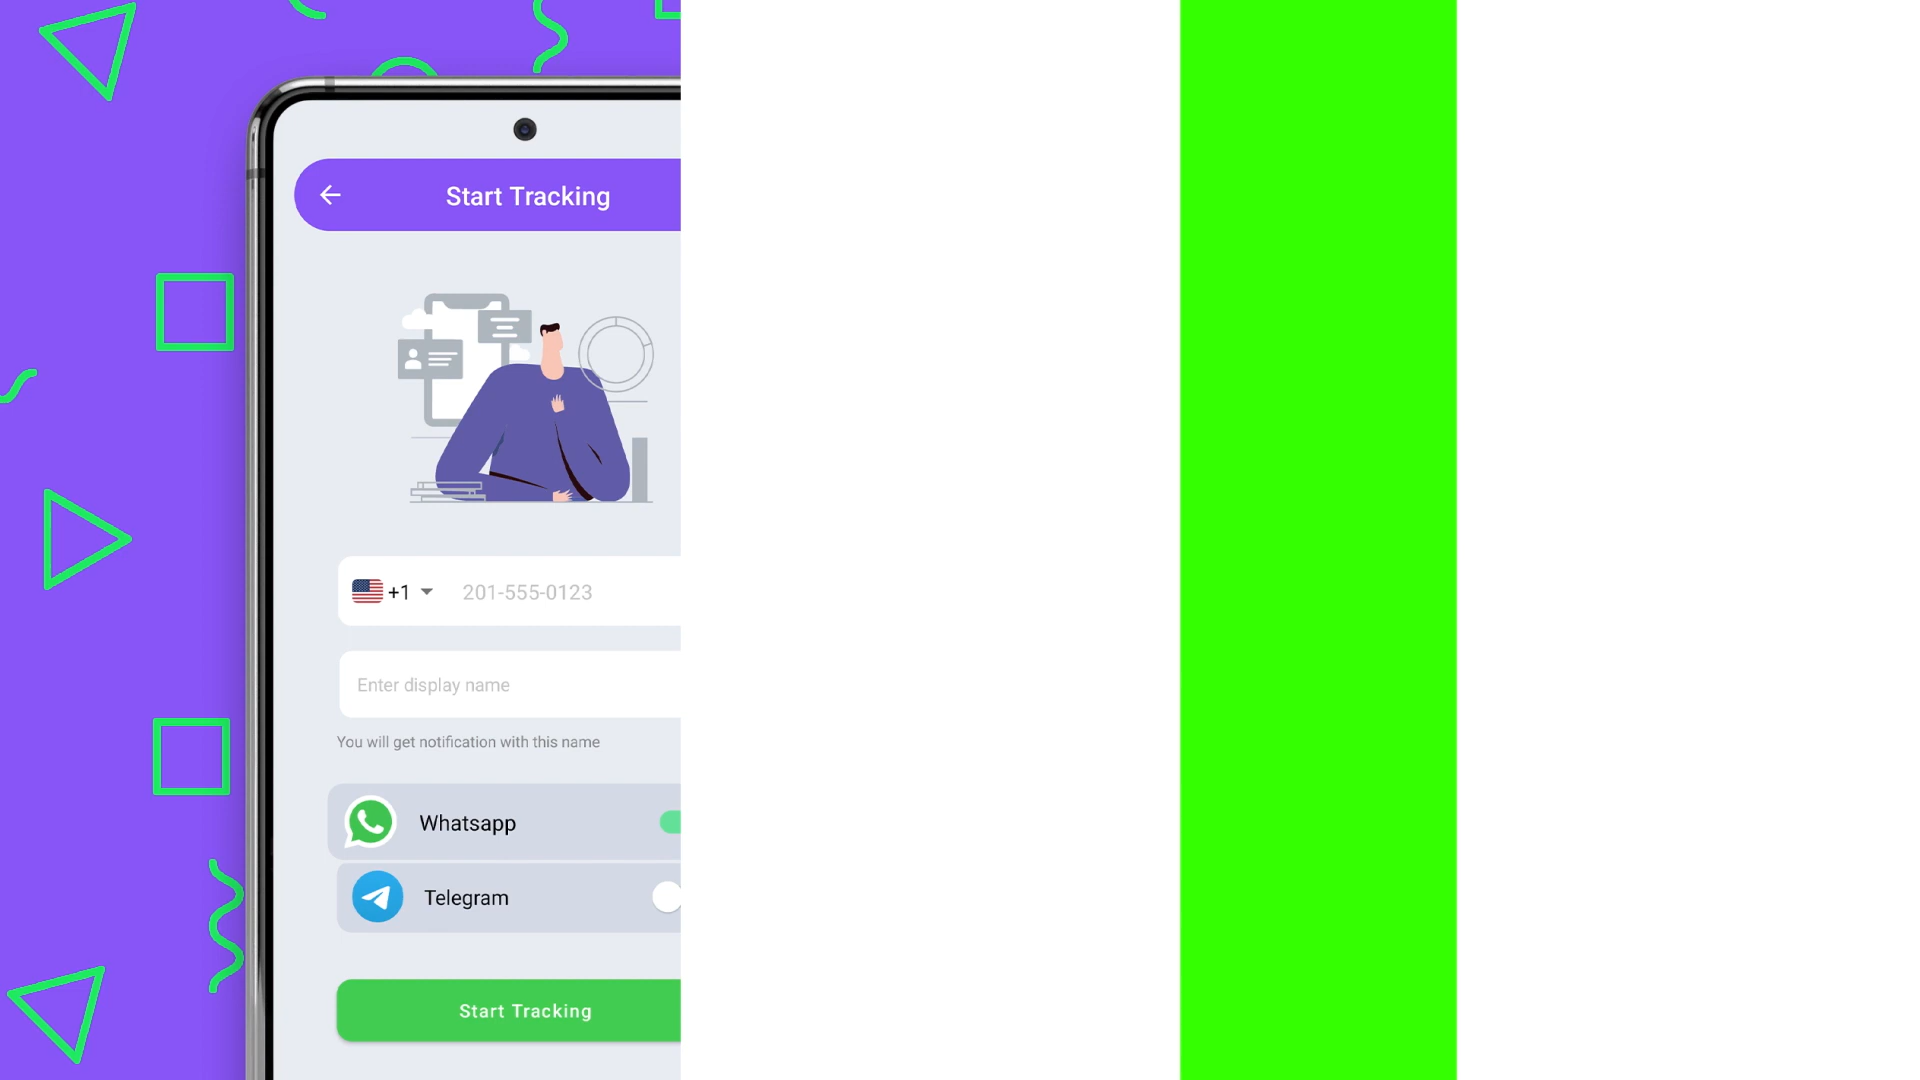 Start Tracking
+1 201-555-0123
Enter display name
You will get notification with this name
Whatsapp
Telegram
Start Tracking